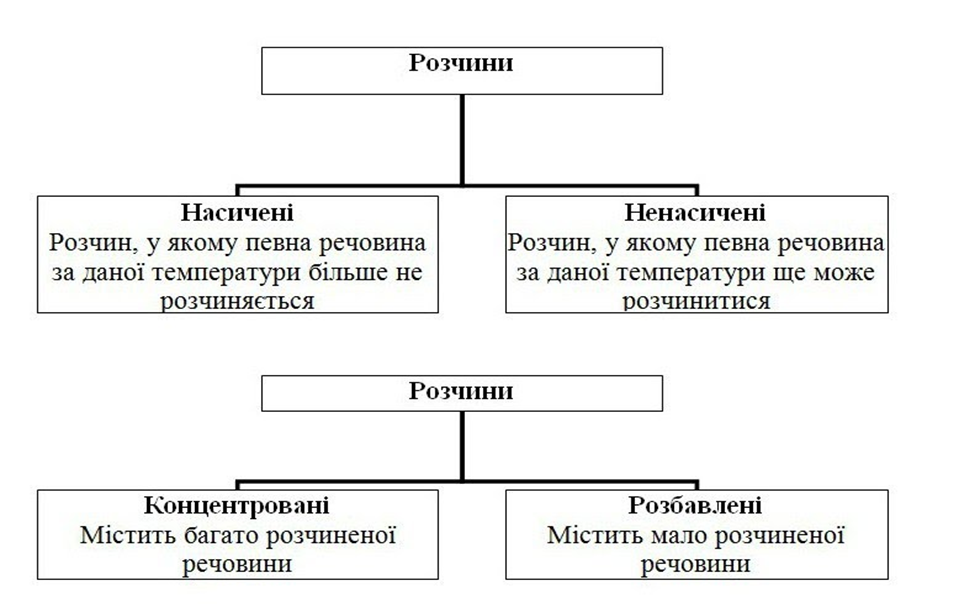 Розчини
Насичені
Розчин, у якому певна речовина
за даної температури більше не
розчиняється
Ненасичені
Розчин, у якому певна речовина
за даної температури ще може
розчинитися
Розчини
Концентровані
Містить багато розчиненої
речовини
Розбавлені
Містить мало розчиненої
речовини